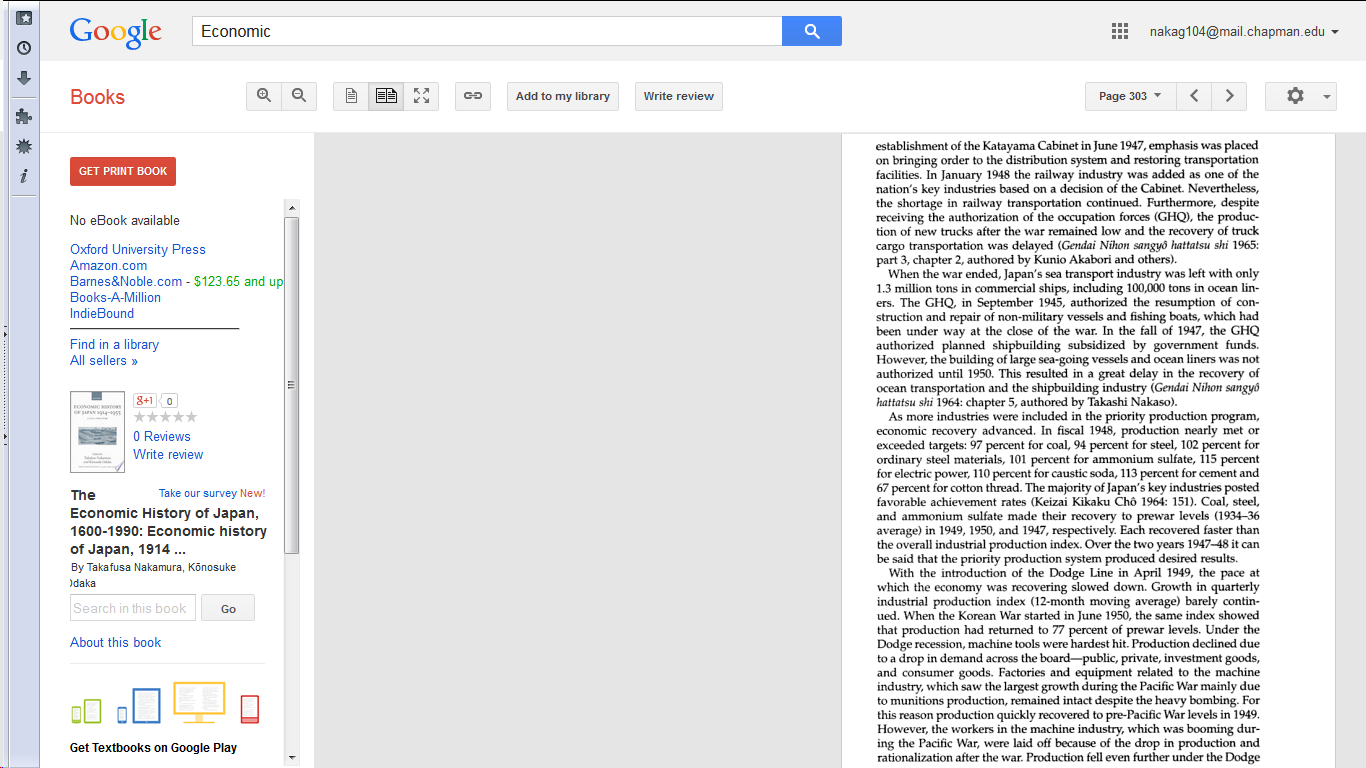 Google
Economic
nakag104@mail.chapman.edu
Books
Add to my library
Write review
Page 303
GET PRINT BOOK
No eBook available
Oxford University Press
Amazon.com
Barnes&Noble.com - $123.65 and up
Books-A-Million
IndieBound
Find in a library
All sellers »
ECONOMIC HISTORY
OF JAPAN 1914-1955
g+1 0
0 Reviews
Write review
The Take our survey New!
Economic History of Japan,
1600-1990: Economic history
of Japan, 1914 ...
By Takafusa Nakamura, Kōnosuke
Odaka
Search in this book
Go
About this book
Get Textbooks on Google Play
establishment of the Katayama Cabinet in June 1947, emphasis was placed
on bringing order to the distribution system and restoring transportation
facilities. In January 1948 the railway industry was added as one of the
nation's key industries based on a decision of the Cabinet. Nevertheless,
the shortage in railway transportation continued. Furthermore, despite
receiving the authorization of the occupation forces (GHQ), the produc-
tion of new trucks after the war remained low and the recovery of truck
cargo transportation was delayed (Gendai Nihon sangyô hattatsu shi 1965:
part 3, chapter 2, authored by Kunio Akabori and others).
When the war ended, Japan's sea transport industry was left with only
1.3 million tons in commercial ships, including 100,000 tons in ocean lin-
ers. The GHQ, in September 1945, authorized the resumption of con-
struction and repair of non-military vessels and fishing boats, which had
been under way at the close of the war. In the fall of 1947, the GHQ
authorized planned shipbuilding subsidized by government funds.
However, the building of large sea-going vessels and ocean liners was not
authorized until 1950. This resulted in a great delay in the recovery of
ocean transportation and the shipbuilding industry (Gendai Nihon sangyô
hattatsu shi 1964: chapter 5, authored by Takashi Nakaso).
As more industries were included in the priority production program,
economic recovery advanced. In fiscal 1948, production nearly met or
exceeded targets: 97 percent for coal, 94 percent for steel, 102 percent for
ordinary steel materials, 101 percent for ammonium sulfate, 115 percent
for electric power, 110 percent for caustic soda, 113 percent for cement and
67 percent for cotton thread. The majority of Japan's key industries posted
favorable achievement rates (Keizai Kikaku Chô 1964: 151). Coal, steel,
and ammonium sulfate made their recovery to prewar levels (1934–36
average) in 1949, 1950, and 1947, respectively. Each recovered faster than
the overall industrial production index. Over the two years 1947–48 it can
be said that the priority production system produced desired results.
With the introduction of the Dodge Line in April 1949, the pace at
which the economy was recovering slowed down. Growth in quarterly
industrial production index (12-month moving average) barely contin-
ued. When the Korean War started in June 1950, the same index showed
that production had returned to 77 percent of prewar levels. Under the
Dodge recession, machine tools were hardest hit. Production declined due
to a drop in demand across the board—public, private, investment goods,
and consumer goods. Factories and equipment related to the machine
industry, which saw the largest growth during the Pacific War mainly due
to munitions production, remained intact despite the heavy bombing. For
this reason production quickly recovered to pre-Pacific War levels in 1949.
However, the workers in the machine industry, which was booming dur-
ing the Pacific War, were laid off because of the drop in production and
rationalization after the war. Production fell even further under the Dodge